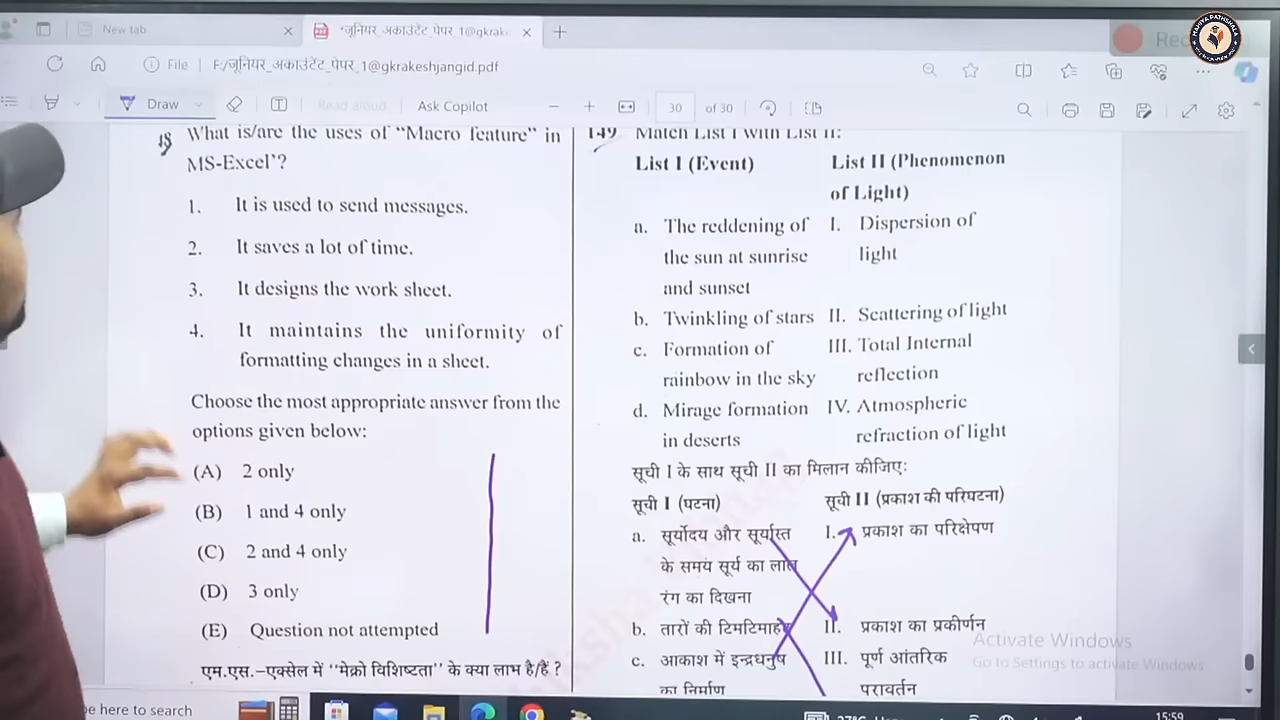 New tab
*जूनियर_अकाउंटेंट_पेपर_1@gkrak
File | F:/जूनियर_अकाउंटेंट_पेपर_1@gkrakeshjangid.pdf
Draw
Read aloud
Ask Copilot
30 of 30
What is/are the uses of "Macro feature" in
MS-Excel'?
1. It is used to send messages.
2. It saves a lot of time.
3. It designs the work sheet.
4. It maintains the uniformity of
formatting changes in a sheet.
Choose the most appropriate answer from the
options given below:
(A) 2 only
(B) 1 and 4 only
(C) 2 and 4 only
(D) 3 only
(E) Question not attempted
एम.एस.–एक्सेल में ''मेक्रो विशिष्टता'' के क्या लाभ है/हैं ?
149 Match List I with List II:
List I (Event) List II (Phenomenon
of Light)
a. The reddening of I. Dispersion of
the sun at sunrise light
and sunset
b. Twinkling of stars II. Scattering of light
c. Formation of III. Total Internal
rainbow in the sky reflection
d. Mirage formation IV. Atmospheric
in deserts refraction of light
सूची I के साथ सूची II का मिलान कीजिए:
सूची I (घटना) सूची II (प्रकाश की परिघटना)
a. सूर्योदय और सूर्यास्त I. प्रकाश का परिक्षेपण
के समय सूर्य का लाल
रंग का दिखना
b. तारों की टिमटिमाहट II. प्रकाश का प्रकीर्णन
c. आकाश में इन्द्रधनुष III. पूर्ण आंतरिक
का निर्माण परावर्तन
Activate Windows
Go to Settings to activate Windows.
MAHIYA PATHSHALA
Rec
pe here to search
15:59